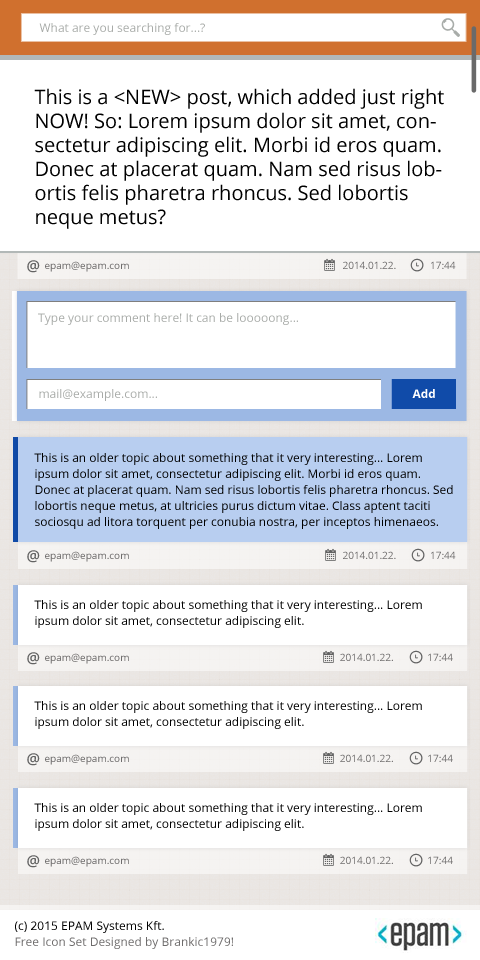 What are you searching for...?
This is a <NEW> post, which added just right
NOW! So: Lorem ipsum dolor sit amet, con-
sectetur adipiscing elit. Morbi id eros quam.
Donec at placerat quam. Nam sed risus lob-
ortis felis pharetra rhoncus. Sed lobortis
neque metus?
@ epam@epam.com 2014.01.22. 17:44
Type your comment here! It can be looooong...
mail@example.com... Add
This is an older topic about something that it very interesting... Lorem
ipsum dolor sit amet, consectetur adipiscing elit. Morbi id eros quam.
Donec at placerat quam. Nam sed risus lobortis felis pharetra rhoncus. Sed
lobortis neque metus, at ultricies purus dictum vitae. Class aptent taciti
sociosqu ad litora torquent per conubia nostra, per inceptos himenaeos.
@ epam@epam.com 2014.01.22. 17:44
This is an older topic about something that it very interesting... Lorem
ipsum dolor sit amet, consectetur adipiscing elit.
@ epam@epam.com 2014.01.22. 17:44
This is an older topic about something that it very interesting... Lorem
ipsum dolor sit amet, consectetur adipiscing elit.
@ epam@epam.com 2014.01.22. 17:44
This is an older topic about something that it very interesting... Lorem
ipsum dolor sit amet, consectetur adipiscing elit.
@ epam@epam.com 2014.01.22. 17:44
(c) 2015 EPAM Systems Kft.
Free Icon Set Designed by Brankic1979!
<epam>